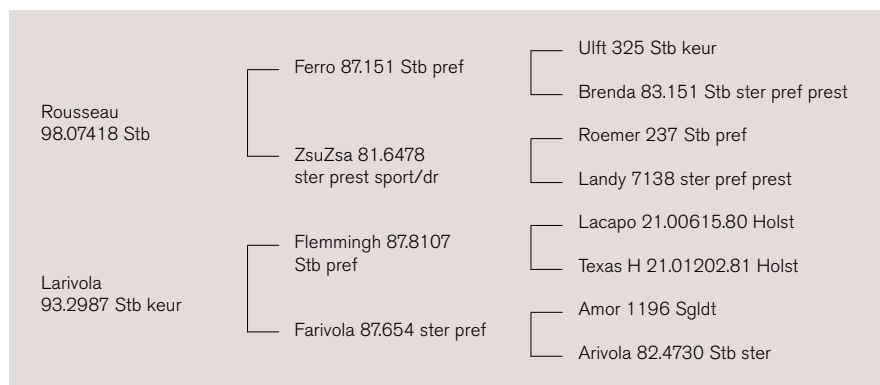 Rousseau
98.07418 Stb
Ferro 87.151 Stb pref
Ulft 325 Stb keur
Brenda 83.151 Stb ster pref prest
ZsuZsa 81.6478
ster prest sport/dr
Roemer 237 Stb pref
Landy 7138 ster pref prest
Larivola
93.2987 Stb keur
Flemmingh 87.8107
Stb pref
Lacapo 21.00615.80 Holst
Texas H 21.01202.81 Holst
Farivola 87.654 ster pref
Amor 1196 Sgldt
Arivola 82.4730 Stb ster